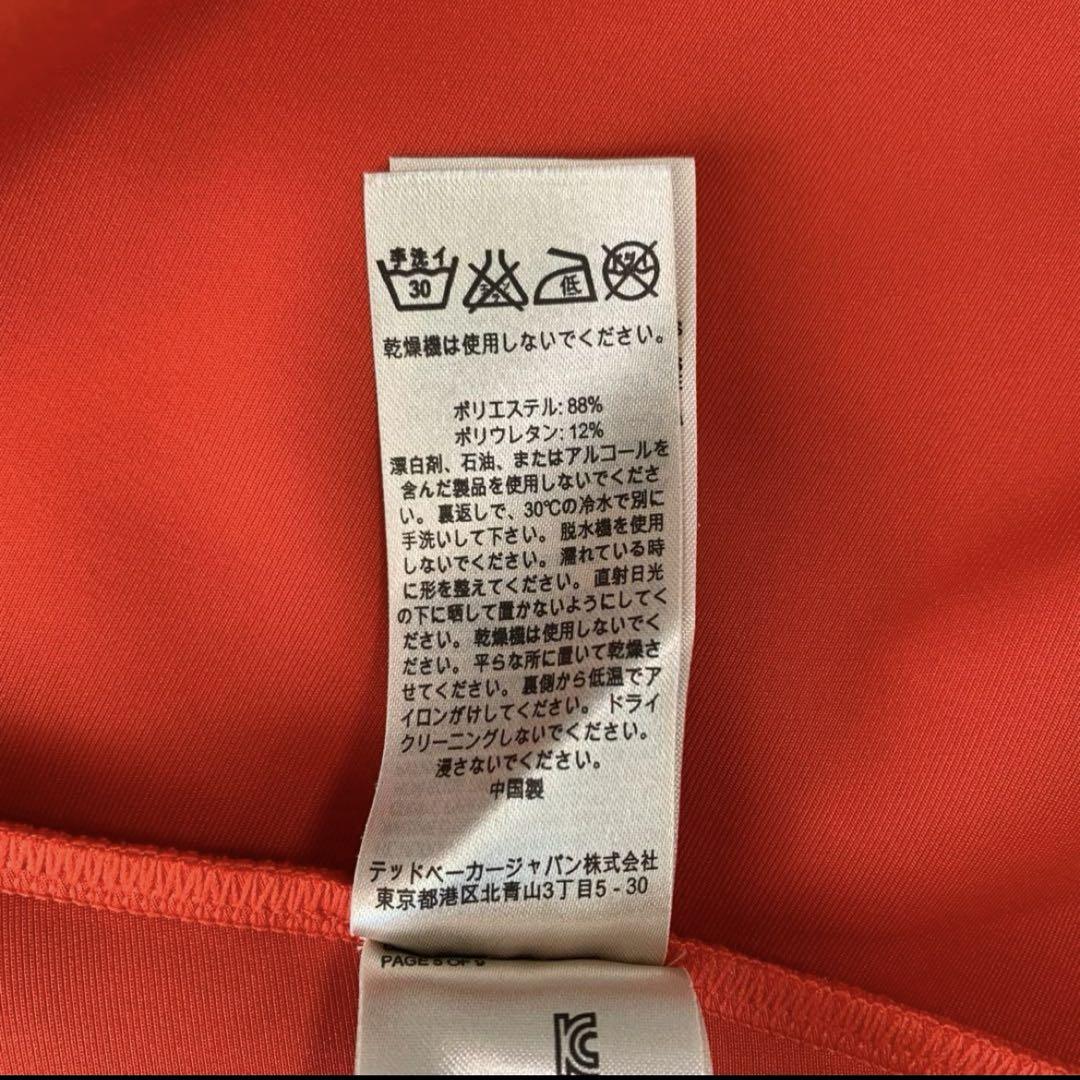 手洗イ
30
低
乾燥機は使用しないでください。
ポリエステル: 88%
ポリウレタン: 12%
漂白剤、石油、またはアルコールを
含んだ製品を使用しないでくださ
い。裏返しで、30℃の冷水で別に
手洗いして下さい。脱水機を使用
しないでください。濡れている時
に形を整えてください。直射日光
の下に晒して置かないようにしてく
ださい。乾燥機は使用しないでく
ださい。平らな所に置いて乾燥さ
せてください。裏側から低温でア
イロンがけしてください。ドライ
クリーニングしないでください。
浸さないでください。
中国製
テッドベーカージャパン株式会社
東京都港区北青山3丁目5 - 30
PAGE 5 OF 9